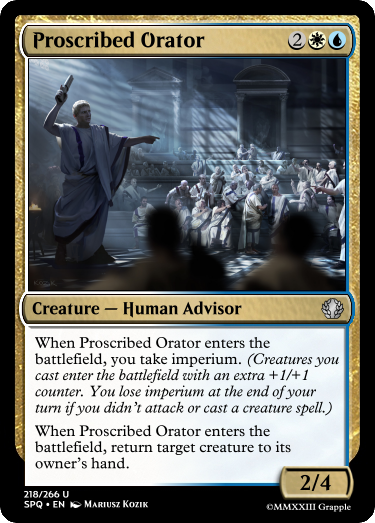 Proscribed Orator 2
Creature — Human Advisor
When Proscribed Orator enters the
battlefield, you take imperium. (Creatures you
cast enter the battlefield with an extra +1/+1
counter. You lose imperium at the end of your
turn if you didn't attack or cast a creature spell.)
When Proscribed Orator enters the
battlefield, return target creature to its
owner's hand.
2/4
218/266 U
SPQ • EN Mariusz Kozik
©MMXXIII Grapple